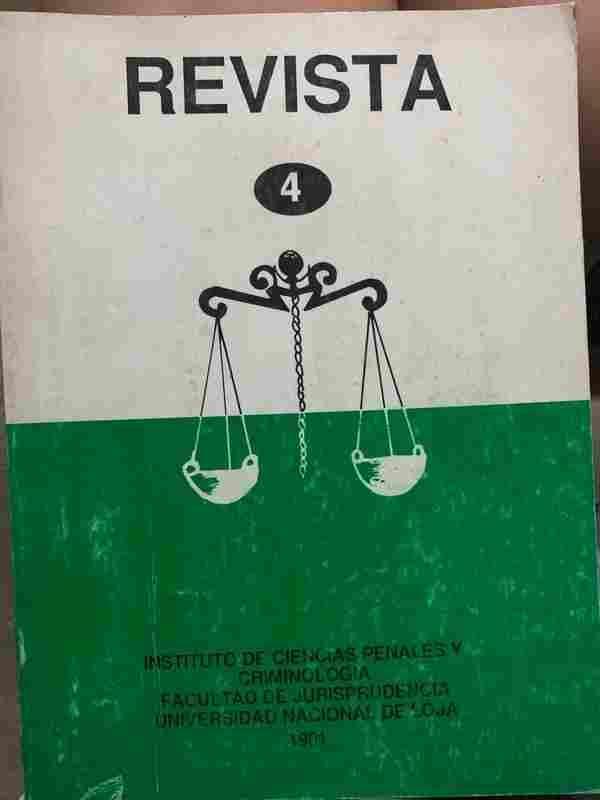 REVISTA
4
INSTITUTO DE CIENCIAS PENALES Y
CRIMINOLOGIA
FACULTAD DE JURISPRUDENCIA
UNIVERSIDAD NACIONAL DE LOJA